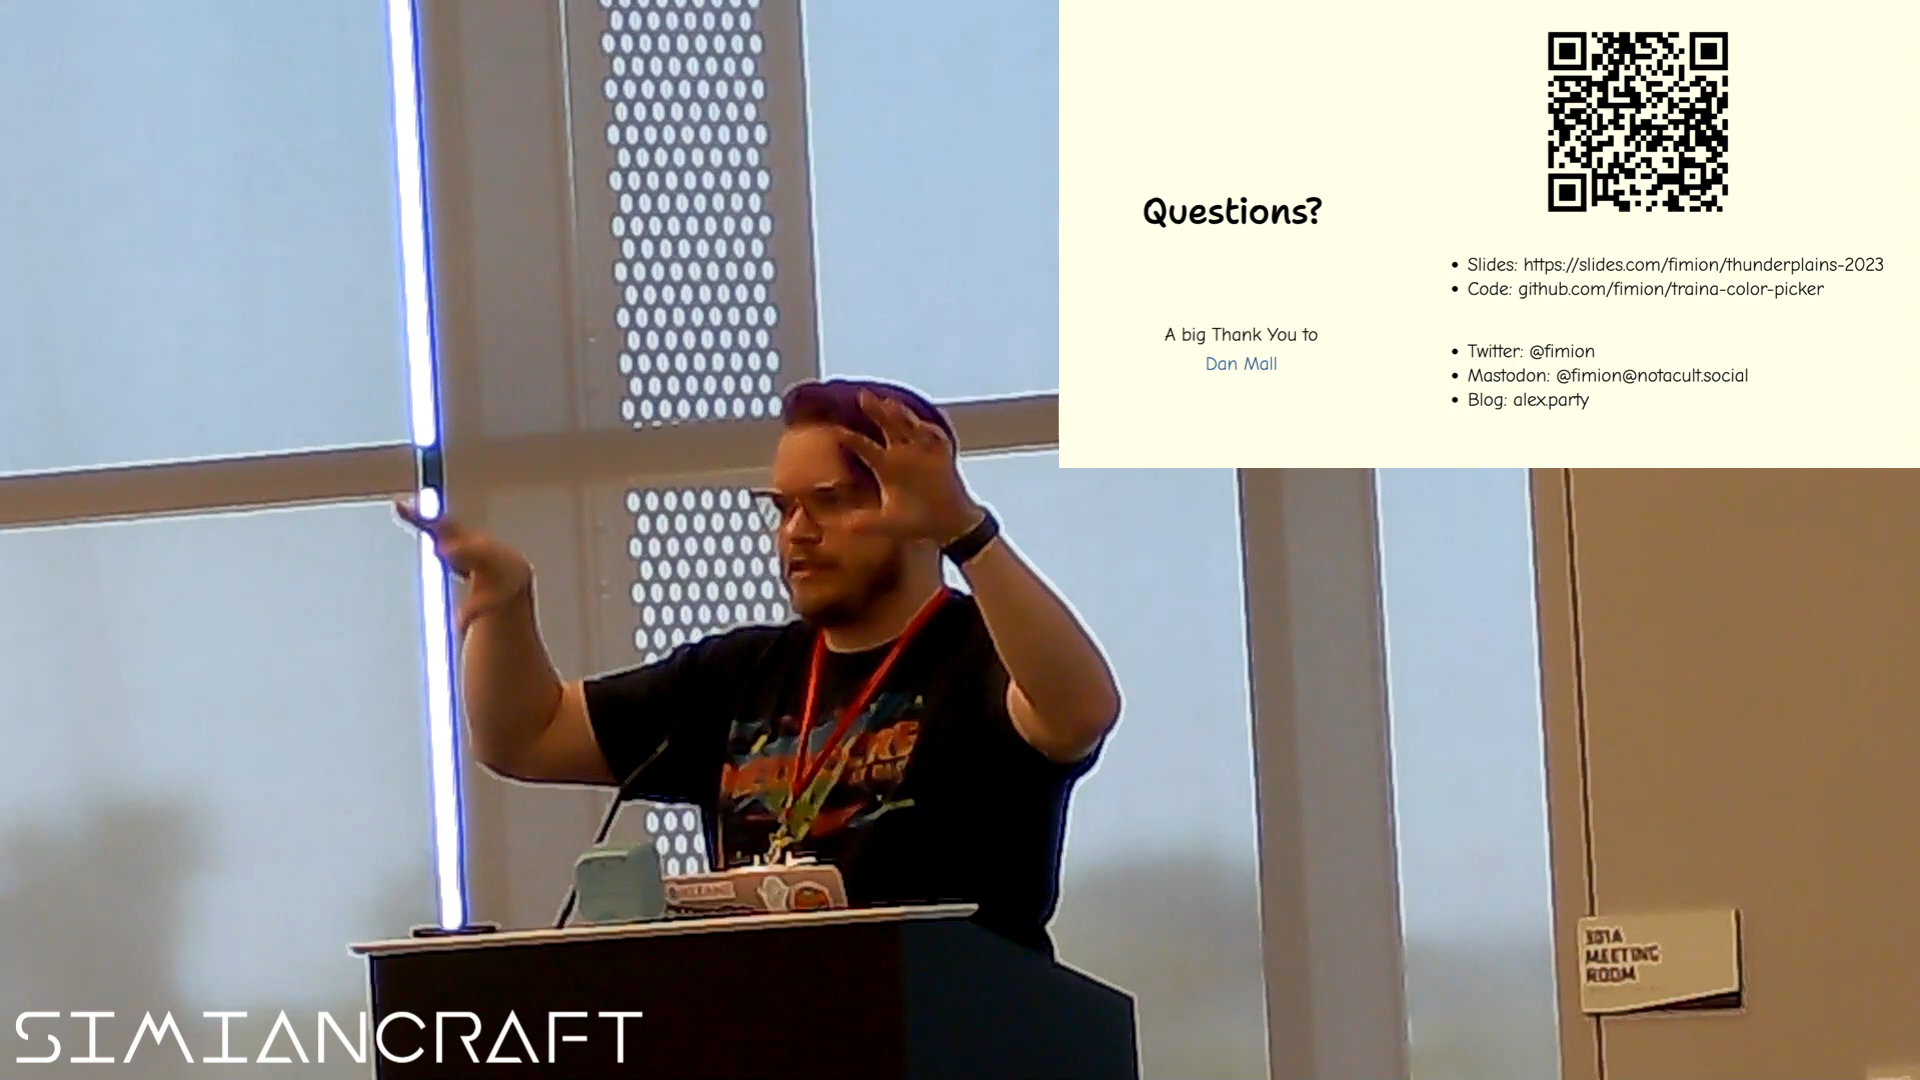 Questions?
A big Thank You to
Dan Mall
• Slides: https://slides.com/fimion/thunderplains-2023
• Code: github.com/fimion/traina-color-picker
• Twitter: @fimion
• Mastodon: @fimion@notacult.social
• Blog: alex.party
301A
MEETING
ROOM
SIMIANCRAFT